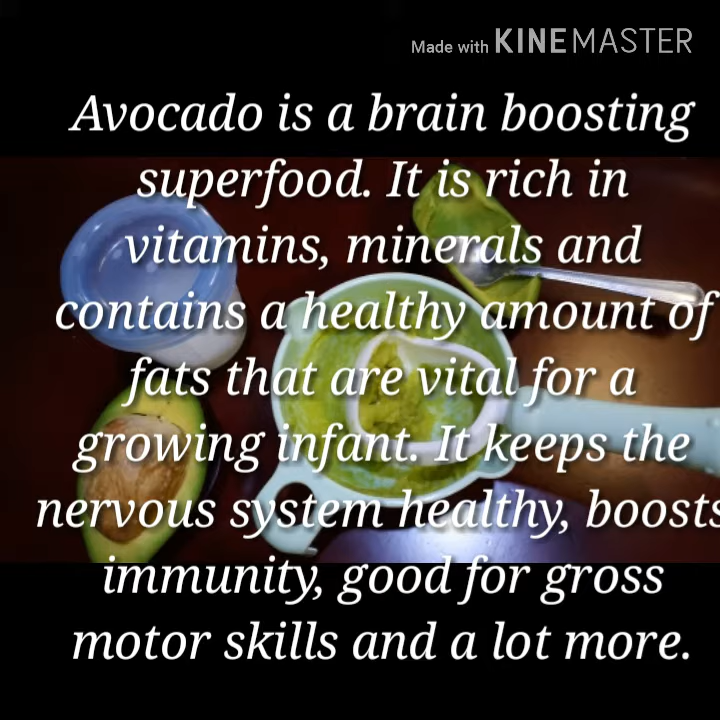 Made with KINEMASTER
Avocado is a brain boosting
superfood. It is rich in
vitamins, minerals and
contains a healthy amount of
fats that are vital for a
growing infant. It keeps the
nervous system healthy, boosts
immunity, good for gross
motor skills and a lot more.